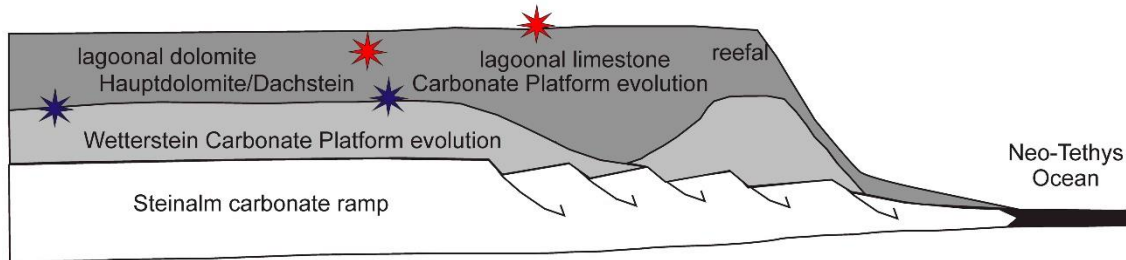 lagoonal dolomite
lagoonal limestone
reefal
Hauptdolomite/Dachstein
Carbonate Platform evolution
Wetterstein Carbonate Platform evolution
Neo-Tethys
Ocean
Steinalm carbonate ramp